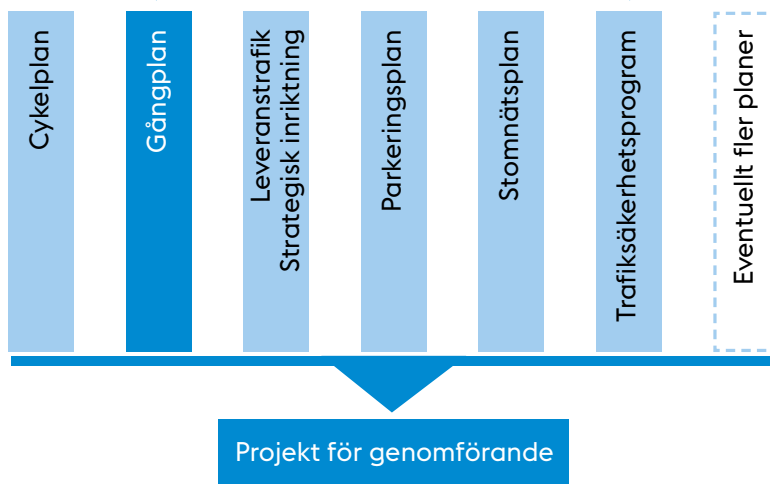 Cykelplan
Gångplan
Leveranstrafik
Strategisk inriktning
Parkeringsplan
Stomnätsplan
Trafiksäkerhetsprogram
Eventuellt fler planer
Projekt för genomförande